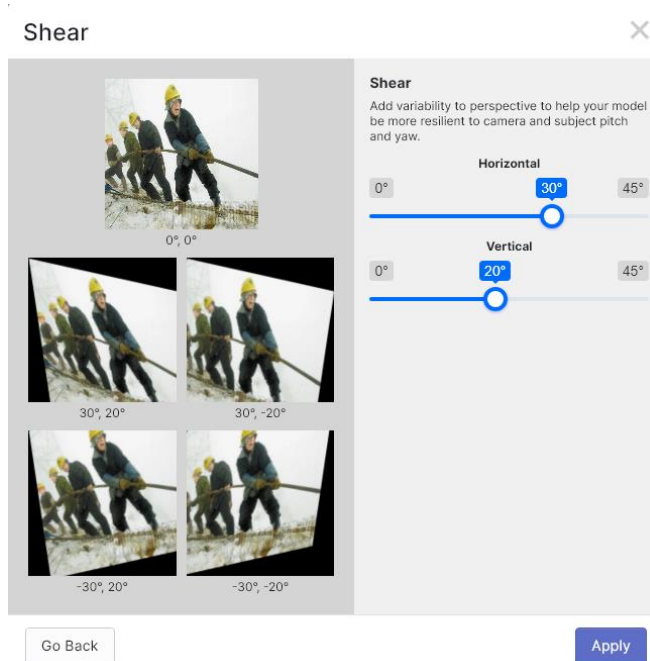 Shear
0°, 0°
30°, 20°
30°, -20°
-30°, 20°
-30°, -20°
Shear
Add variability to perspective to help your model
be more resilient to camera and subject pitch
and yaw.
Horizontal
0°
30°
45°
Vertical
0°
20°
45°
Go Back
Apply